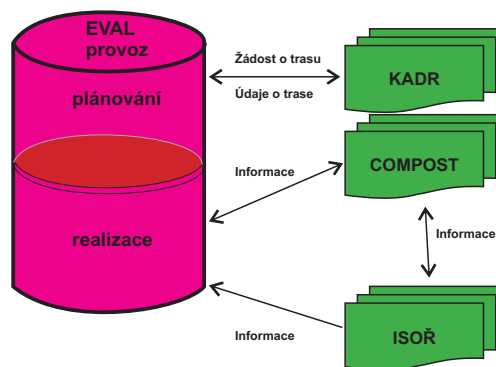 EVAL
provoz
plánování
Žádost o trasu
Údaje o trase
KADR
COMPOST
Informace
realizace
Informace
Informace
ISOŘ